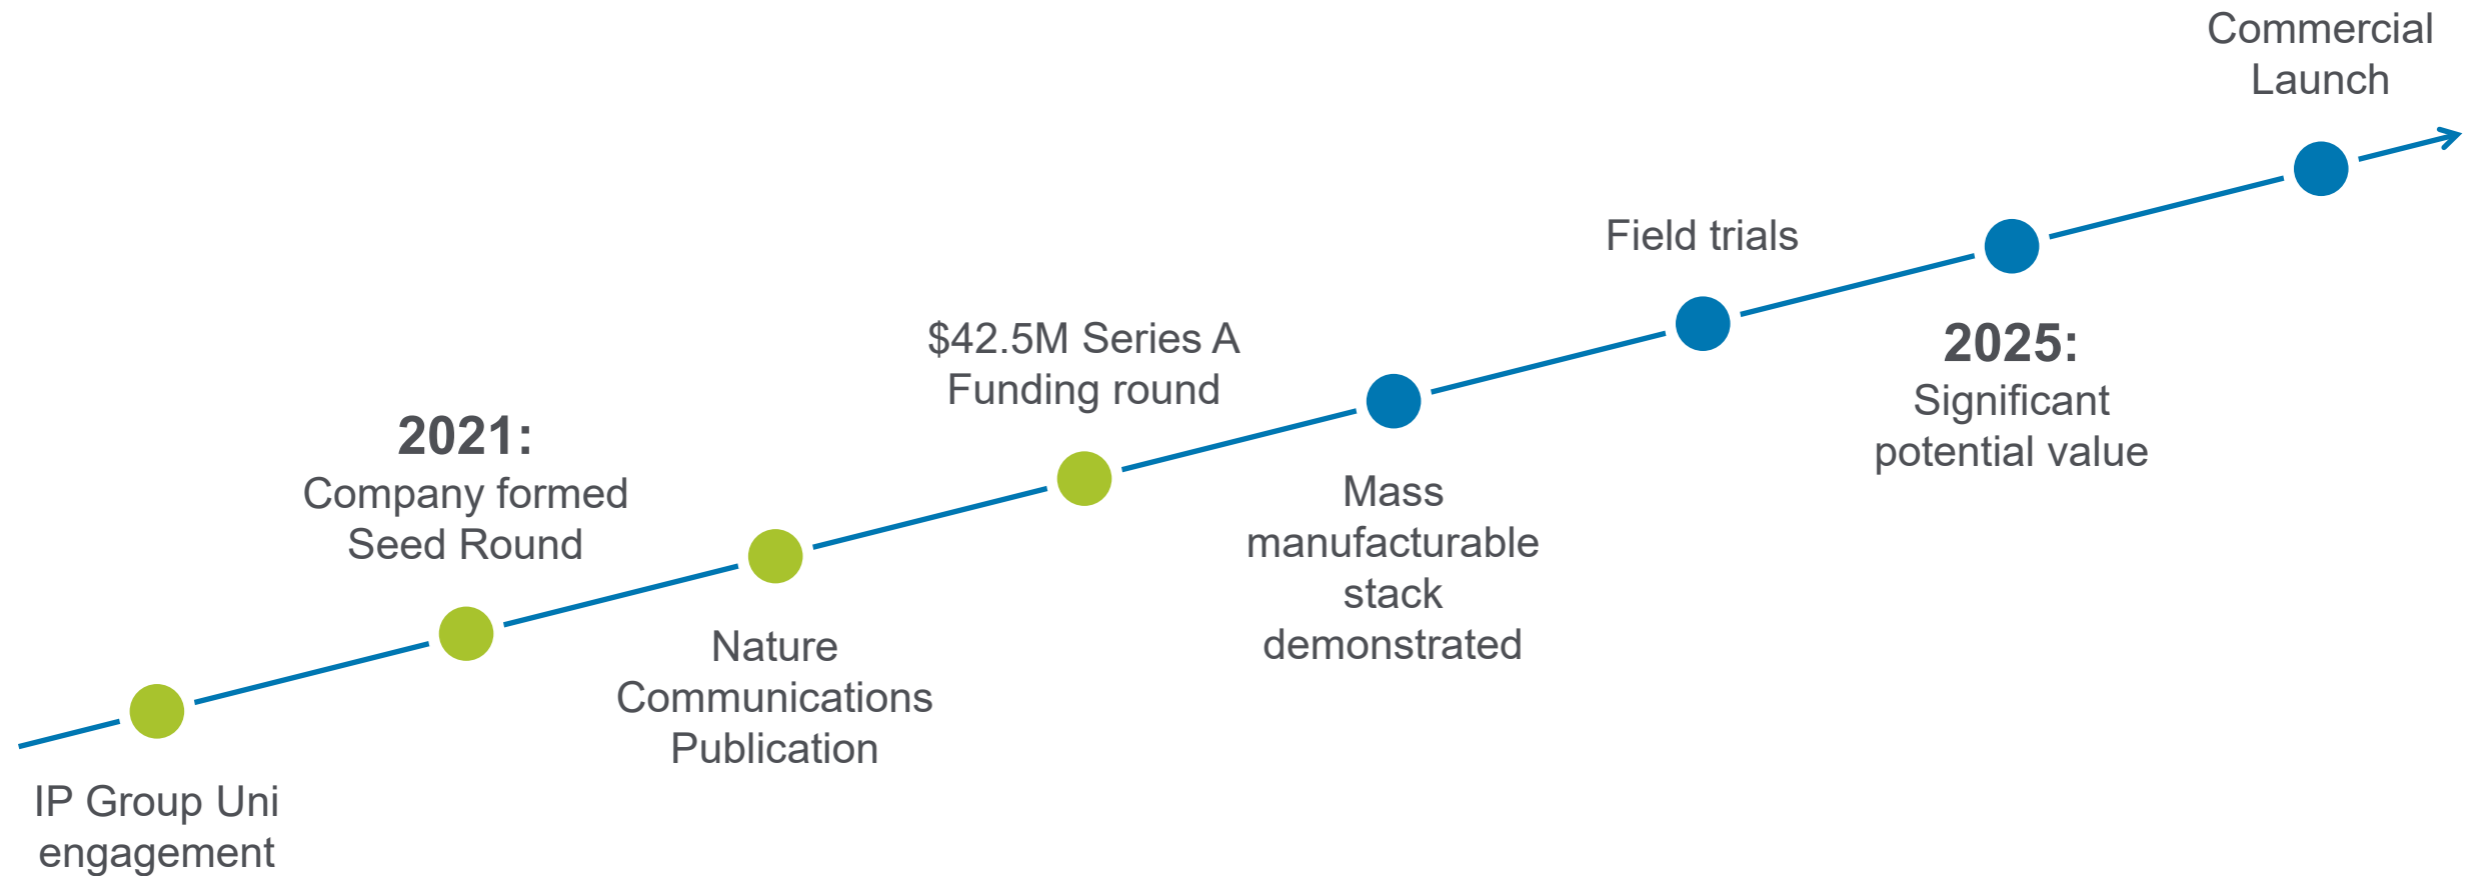 IP Group Uni
engagement
2021:
Company formed
Seed Round
Nature
Communications
Publication
$42.5M Series A
Funding round
Mass
manufacturable
stack
demonstrated
Field trials
2025:
Significant
potential value
Commercial
Launch